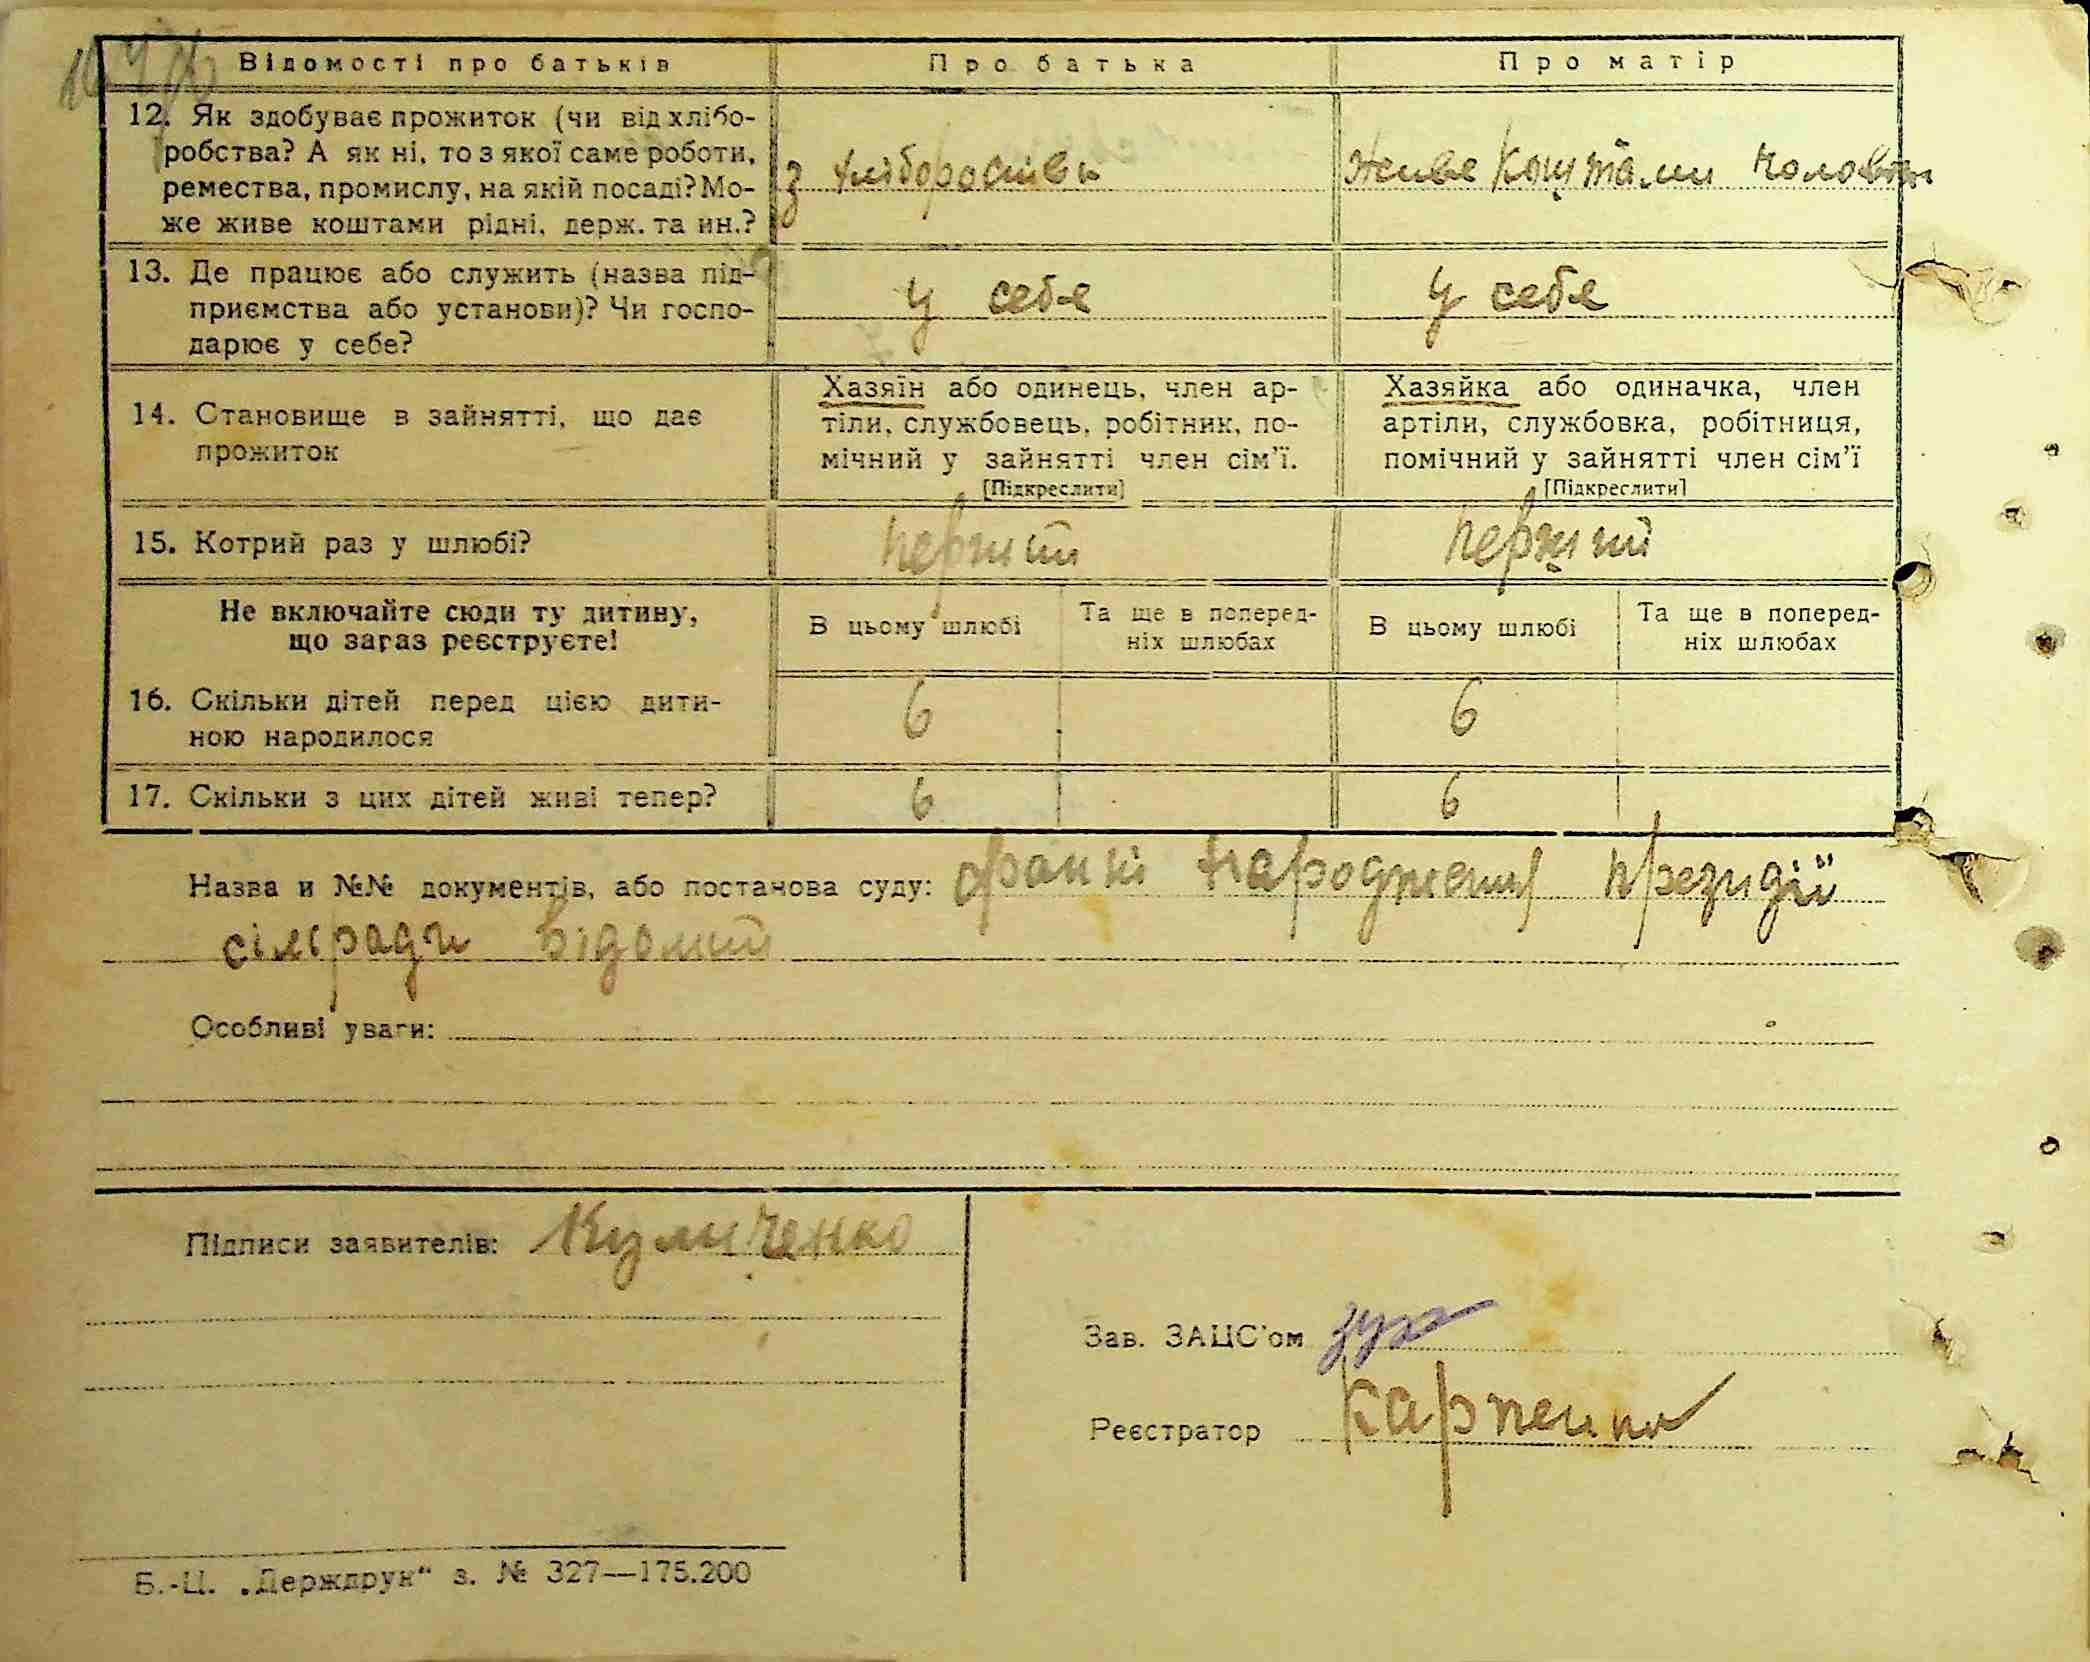 Відомості про батьків
Про батька
Про матір
12. Як здобуває прожиток (чи від хлібо-
робства? А як ні, то з якої саме роботи,
ремества, промислу, на якій посаді? Мо-
же живе коштами рідні, держ. та ин.?
з хліборобства
живе коштами чоловіка
13. Де працює або служить (назва під-
приємства або установи)? Чи госпо-
дарює у себе?
у себе
у себе
14. Становище в зайнятті, що дає
прожиток
Хазяїн або одинець, член ар-
тіли, службовець, робітник, по-
мічний у зайнятті член сім'ї.
[Підкреслити]
Хазяйка або одиначка, член
артіли, службовка, робітниця,
помічний у зайнятті член сім'ї
[Підкреслити]
15. Котрий раз у шлюбі?
перший
перший
Не включайте сюди ту дитину,
що зараз реєструєте!
В цьому шлюбі
Та ще в поперед-
ніх шлюбах
В цьому шлюбі
Та ще в поперед-
ніх шлюбах
16. Скільки дітей перед цією дити-
ною народилося
6
6
17. Скільки з цих дітей живі тепер?
6
6
Назва и №№ документів, або постанова суду: факт народження президії
сільради відомий
Особливі уваги:
Підписи заявителів: Кузмиченко
Зав. ЗАЦС'ом
Реєстратор Карпенко
Б.-Ц. „Держдрук“ з. № 327—175.200